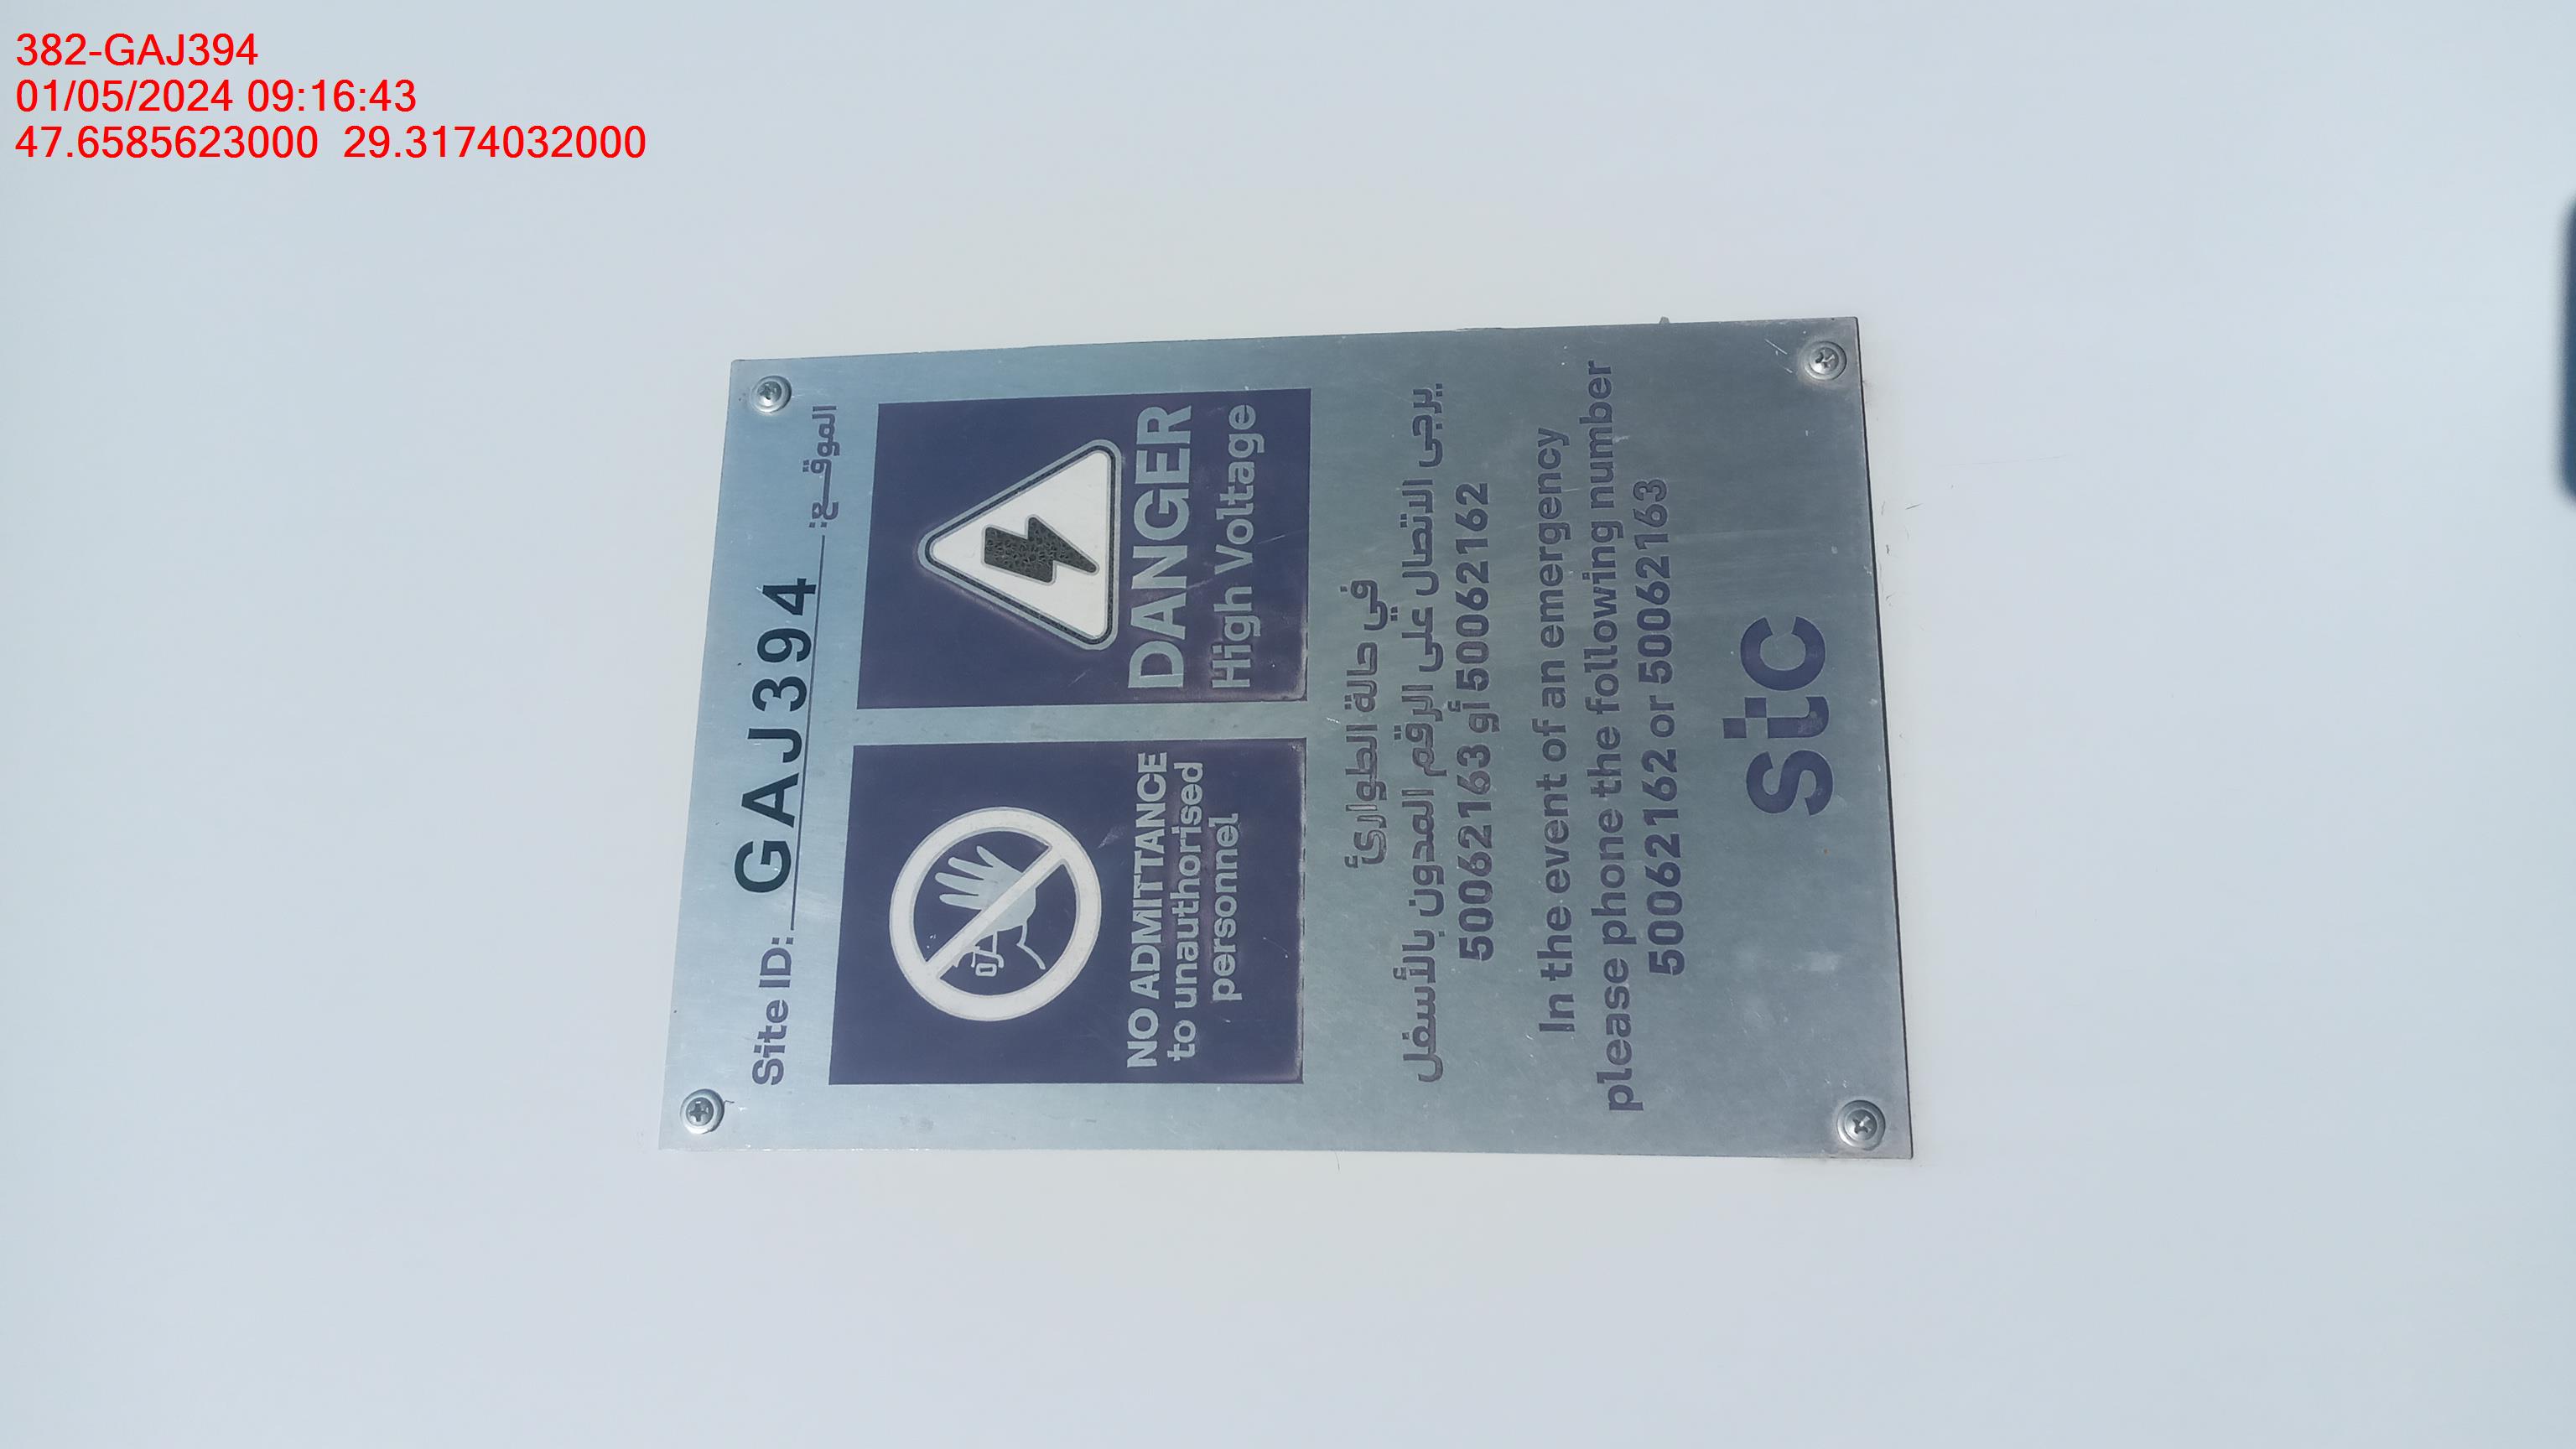 382-GAJ394
01/05/2024 09:16:43
47.6585623000 29.3174032000
Site ID: GAJ394 الموقــع:
NO ADMITTANCE
to unauthorised
personnel
DANGER
High Voltage
في حالة الطوارئ
يرجى الاتصال على الرقم المدون بالأسفل
50062163 أو 50062162
In the event of an emergency
please phone the following number
50062162 or 50062163
stc